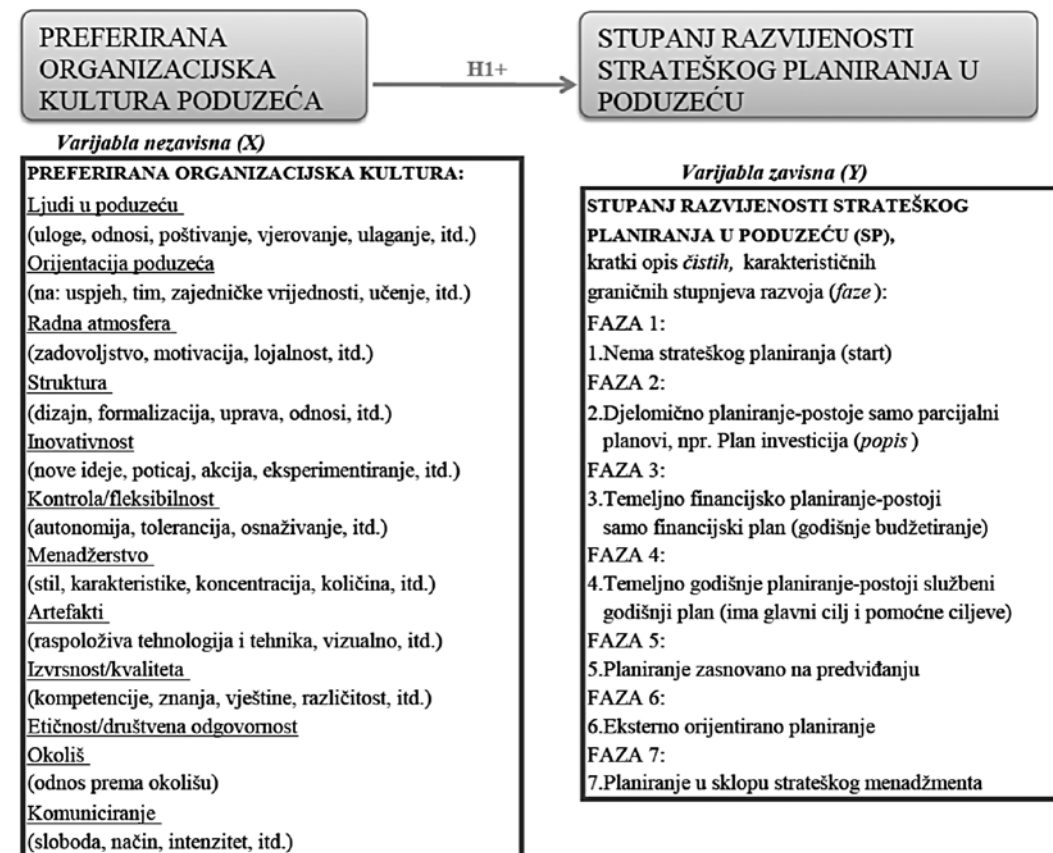 PREFERIRANA
ORGANIZACIJSKA
KULTURA PODUZEĆA
H1+
STUPANJ RAZVIJENOSTI
STRATEŠKOG PLANIRANJA U
PODUZEĆU
Varijabla nezavisna (X)
PREFERIRANA ORGANIZACIJSKA KULTURA:
Ljudi u poduzeću
(uloge, odnosi, poštivanje, vjerovanje, ulaganje, itd.)
Orijentacija poduzeća
(na: uspjeh, tim, zajedničke vrijednosti, učenje, itd.)
Radna atmosfera
(zadovoljstvo, motivacija, lojalnost, itd.)
Struktura
(dizajn, formalizacija, uprava, odnosi, itd.)
Inovativnost
(nove ideje, poticaj, akcija, eksperimentiranje, itd.)
Kontrola/fleksibilnost
(autonomija, tolerancija, osnaživanje, itd.)
Menadžerstvo
(stil, karakteristike, koncentracija, količina, itd.)
Artefakti
(raspoloživa tehnologija i tehnika, vizualno, itd.)
Izvrsnost/kvaliteta
(kompetencije, znanja, vještine, različitost, itd.)
Etičnost/društvena odgovornost
Okoliš
(odnos prema okolišu)
Komuniciranje
(sloboda, način, intenzitet, itd.)
Varijabla zavisna (Y)
STUPANJ RAZVIJENOSTI STRATEŠKOG
PLANIRANJA U PODUZEĆU (SP),
kratki opis čistih, karakterističnih
graničnih stupnjeva razvoja (faze):
FAZA 1:
1.Nema strateškog planiranja (start)
FAZA 2:
2.Djelomično planiranje-postoje samo parcijalni
planovi, npr. Plan investicija (popis)
FAZA 3:
3.Temeljno financijsko planiranje-postoji
samo financijski plan (godišnje budžetiranje)
FAZA 4:
4.Temeljno godišnje planiranje-postoji službeni
godišnji plan (ima glavni cilj i pomoćne ciljeve)
FAZA 5:
5.Planiranje zasnovano na predviđanju
FAZA 6:
6.Eksterno orijentirano planiranje
FAZA 7:
7.Planiranje u sklopu strateškog menadžmenta